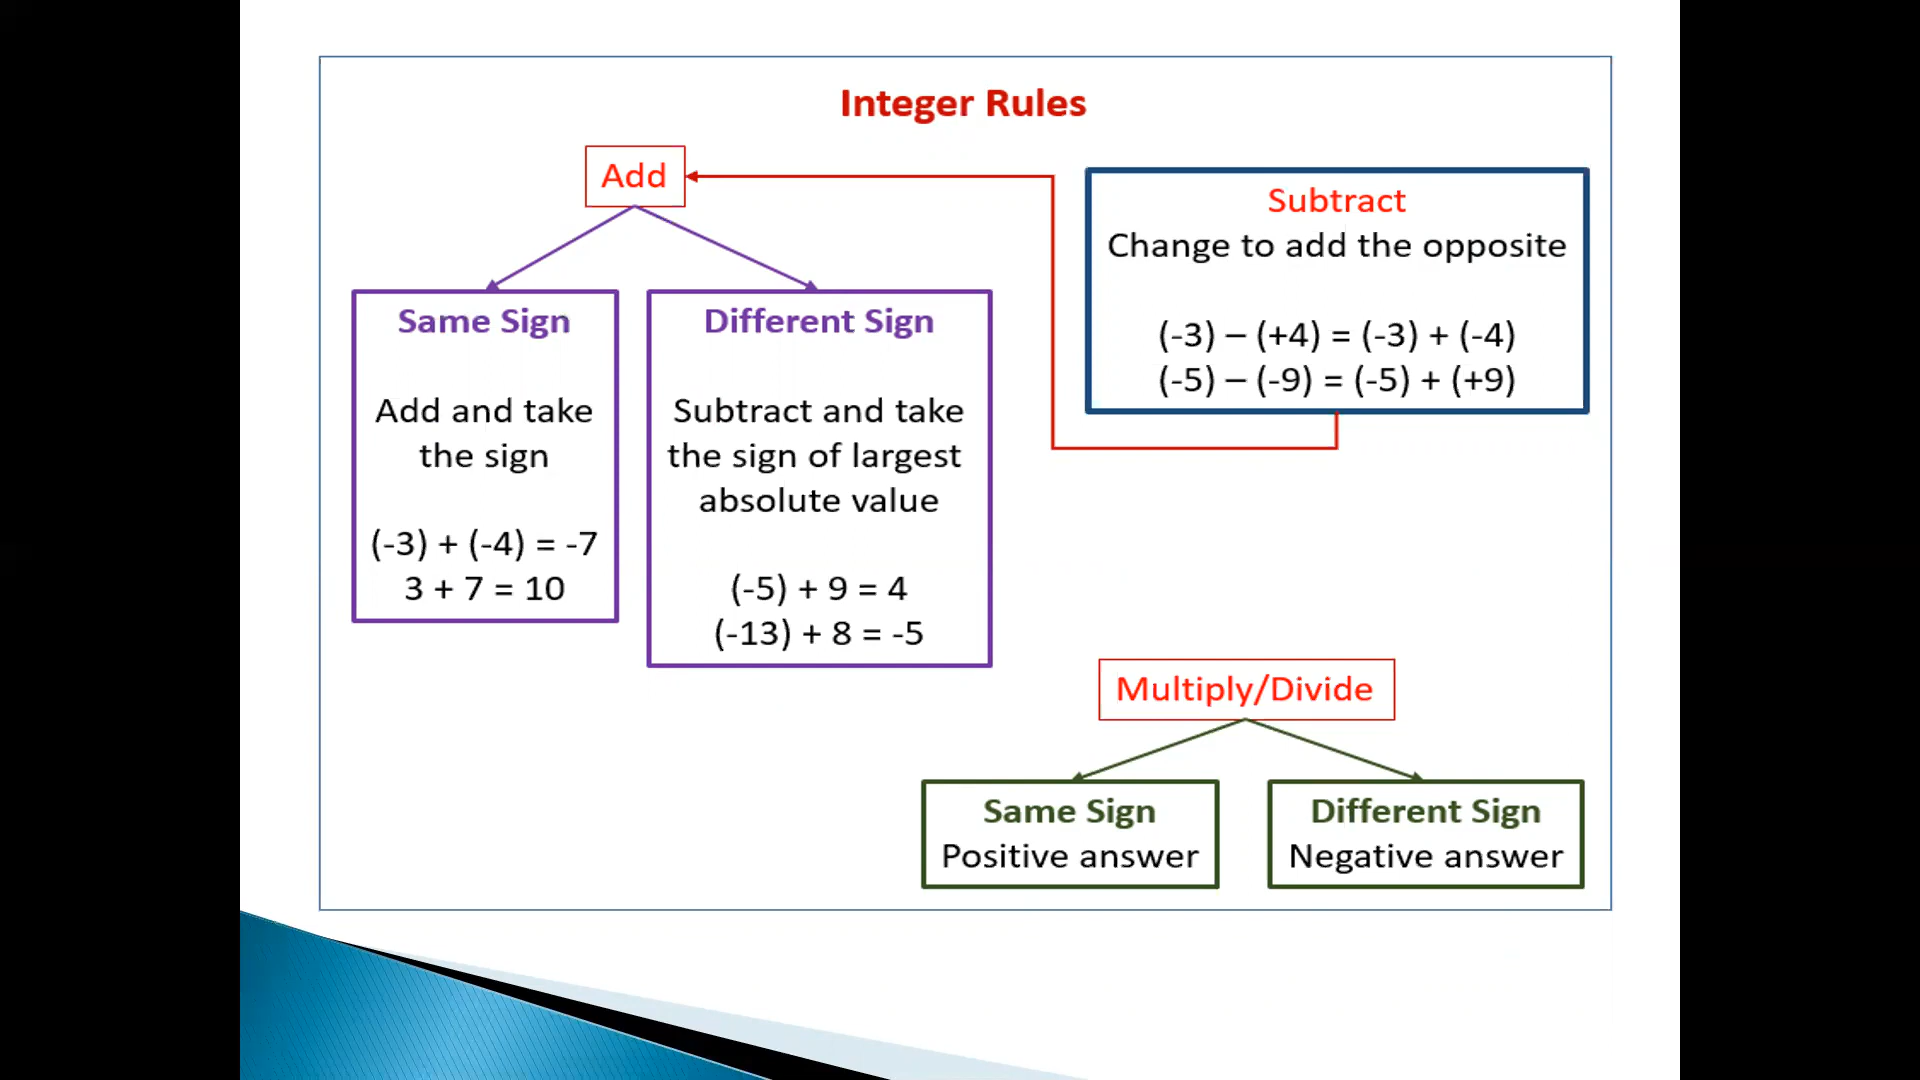 Integer Rules
Add
Same Sign
Add and take
the sign
(-3) + (-4) = -7
3 + 7 = 10
Different Sign
Subtract and take
the sign of largest
absolute value
(-5) + 9 = 4
(-13) + 8 = -5
Subtract
Change to add the opposite
(-3) – (+4) = (-3) + (-4)
(-5) – (-9) = (-5) + (+9)
Multiply/Divide
Same Sign
Positive answer
Different Sign
Negative answer